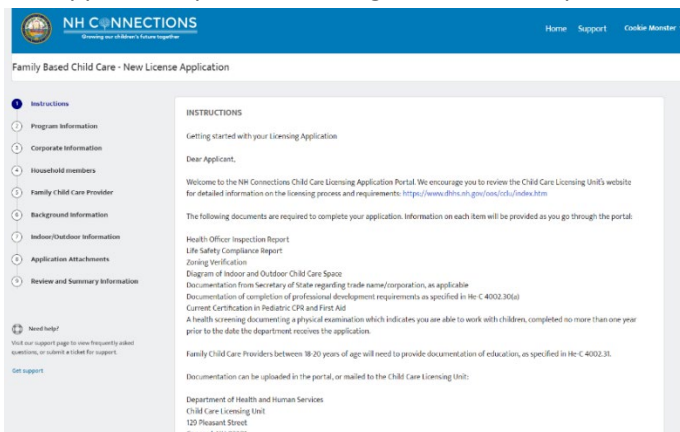 NH CONNECTIONS
Growing our children's future together
Home Support Cookie Monster
Family Based Child Care - New License Application
1 Instructions
2 Program Information
3 Corporate Information
4 Household members
5 Family Child Care Provider
6 Background Information
7 Indoor/Outdoor Information
8 Application Attachments
9 Review and Summary Information
Need help?
Visit our support page to view frequently asked
questions, or submit a ticket for support.
Get support
INSTRUCTIONS
Getting started with your Licensing Application
Dear Applicant,
Welcome to the NH Connections Child Care Licensing Application Portal. We encourage you to review the Child Care Licensing Unit's website
for detailed information on the licensing process and requirements: https://www.dhhs.nh.gov/oos/cclu/index.htm
The following documents are required to complete your application. Information on each item will be provided as you go through the portal:
Health Officer Inspection Report
Life Safety Compliance Report
Zoning Verification
Diagram of Indoor and Outdoor Child Care Space
Documentation from Secretary of State regarding trade name/corporation, as applicable
Documentation of completion of professional development requirements as specified in He-C 4002.30(a)
Current Certification in Pediatric CPR and First Aid
A health screening documenting a physical examination which indicates you are able to work with children, completed no more than one year
prior to the date the department receives the application.
Family Child Care Providers between 18-20 years of age will need to provide documentation of education, as specified in He-C 4002.31.
Documentation can be uploaded in the portal, or mailed to the Child Care Licensing Unit:
Department of Health and Human Services
Child Care Licensing Unit
129 Pleasant Street